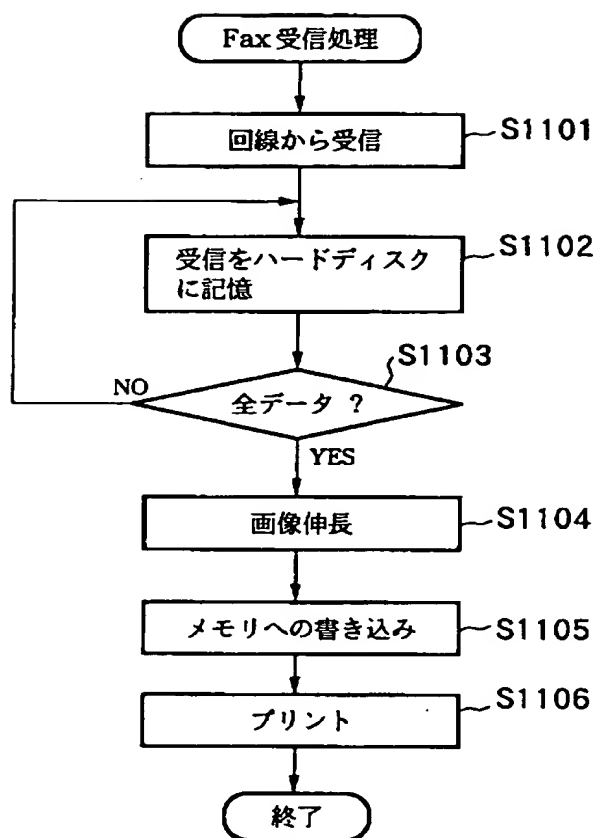 Fax受信処理
回線から受信
S1101
受信をハードディスク
に記憶
S1102
S1103
全データ ?
NO
YES
画像伸長
S1104
メモリへの書き込み
S1105
プリント
S1106
終了